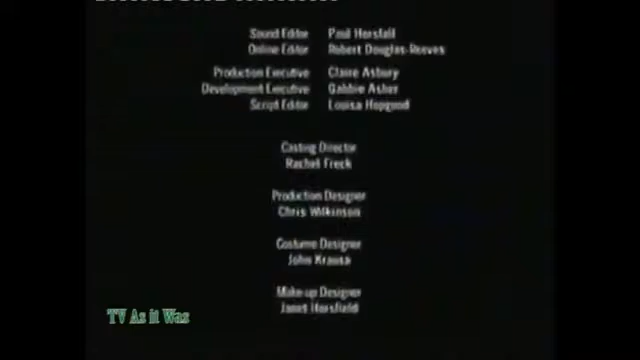 Sound Editor Paul Horsfall
Online Editor Robert Douglas-Reeves
Production Executive Claire Asbury
Development Executive Gabbie Asher
Script Editor Louisa Hopgood
Casting Director
Rachel Freck
Production Designer
Chris Wilkinson
Costume Designer
John Krausa
Make-up Designer
Janet Horsfield
TV As it Was